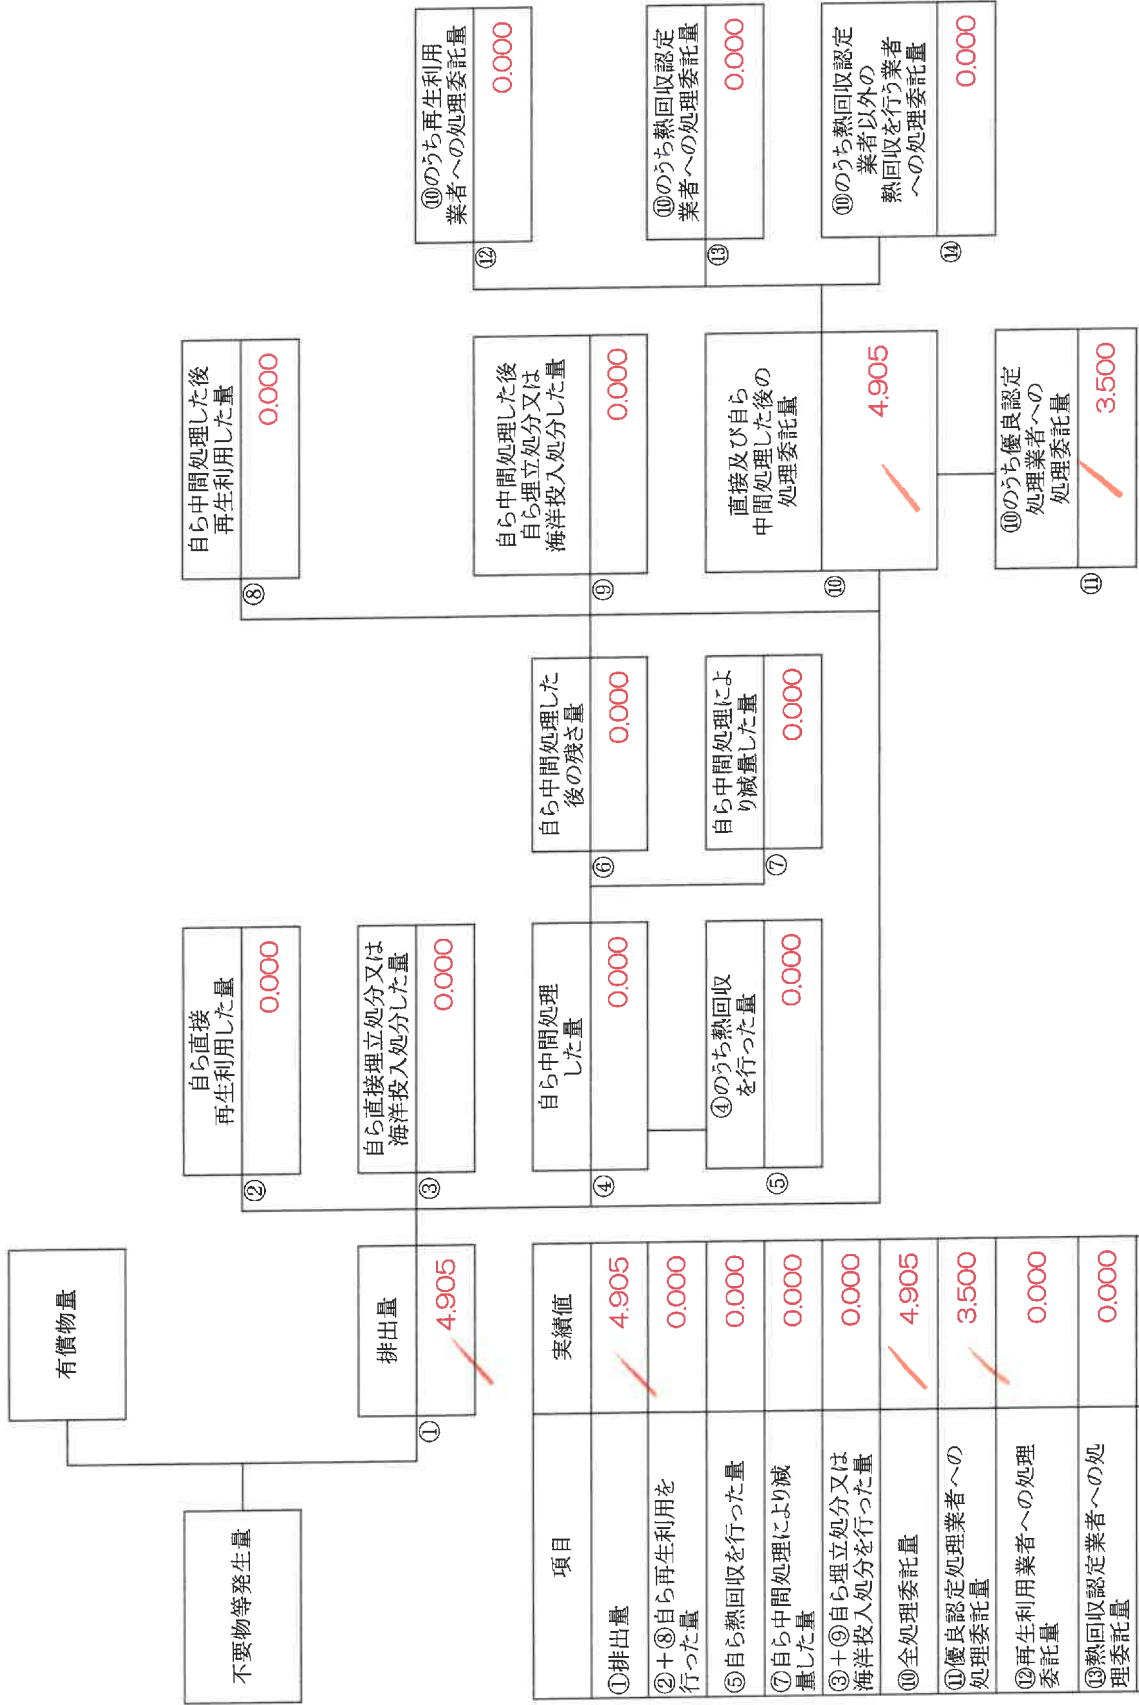 不要物等発生量
有償物量
排出量
①
4.905
自ら直接
再生利用した量
②
0.000
自ら直接埋立処分又は
海洋投入処分した量
③
0.000
自ら中間処理
した量
④
0.000
④のうち熱回収
を行った量
⑤
0.000
自ら中間処理した
後の残さ量
⑥
0.000
自ら中間処理によ
り減量した量
⑦
0.000
自ら中間処理した後
再生利用した量
⑧
0.000
自ら中間処理した後
自ら埋立処分又は
海洋投入処分した量
⑨
0.000
直接及び自ら
中間処理した後の
処理委託量
⑩
4.905
⑩のうち優良認定
処理業者への
処理委託量
⑪
3.500
⑩のうち再生利用
業者への処理委託量
⑫
0.000
⑩のうち熱回収認定
業者への処理委託量
⑬
0.000
⑩のうち熱回収認定
業者以外の
熱回収を行う業者
への処理委託量
⑭
0.000
項目
実績値
①排出量
4.905
②+⑧自ら再生利用を
行った量
0.000
⑤自ら熱回収を行った量
0.000
⑦自ら中間処理により減
量した量
0.000
③+⑨自ら埋立処分又は
海洋投入処分を行った量
0.000
⑩全処理委託量
4.905
⑪優良認定処理業者への
処理委託量
3.500
⑫再生利用業者への処理
委託量
0.000
⑬熱回収認定業者への処
理委託量
0.000